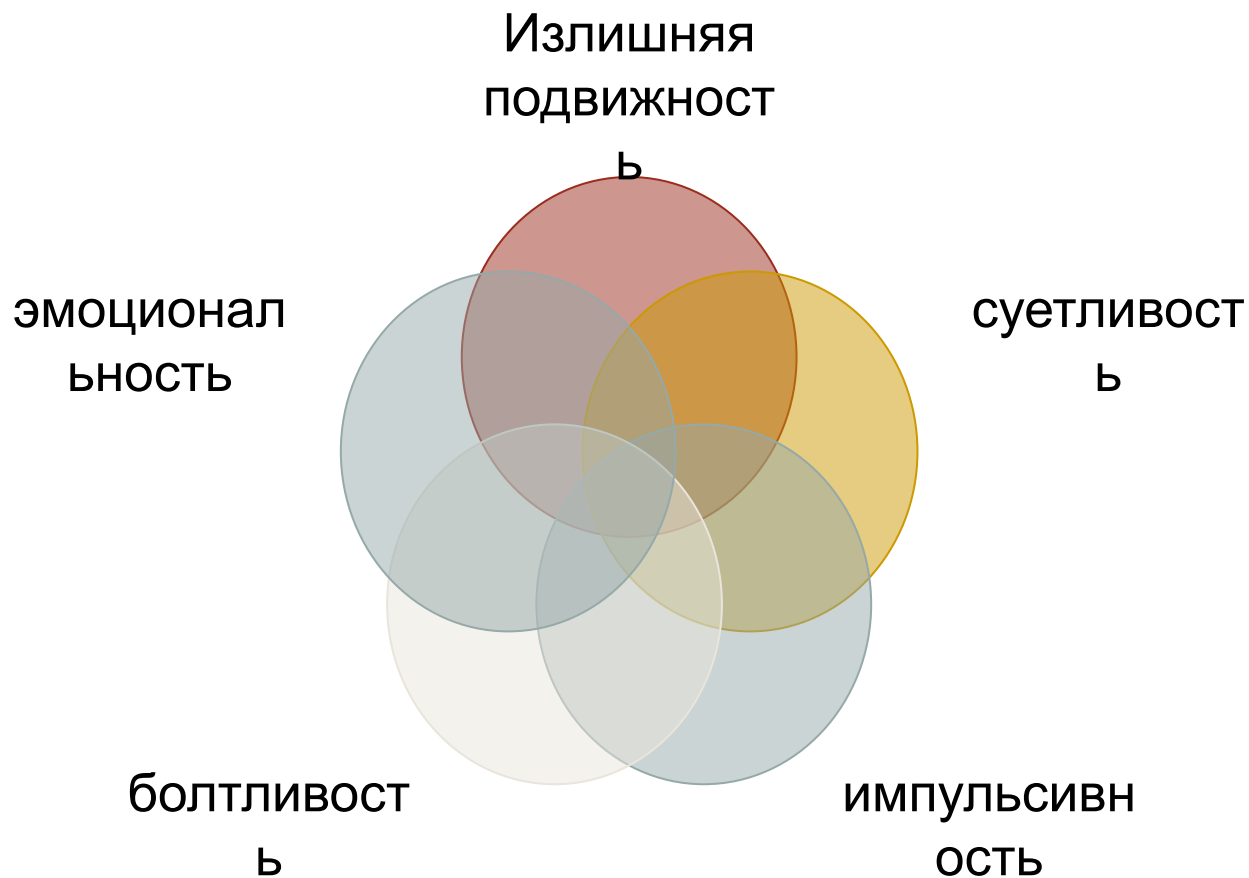 Излишняя
подвижност
ь
эмоционал
ьность
суетливост
ь
болтливост
ь
импульсивн
ость